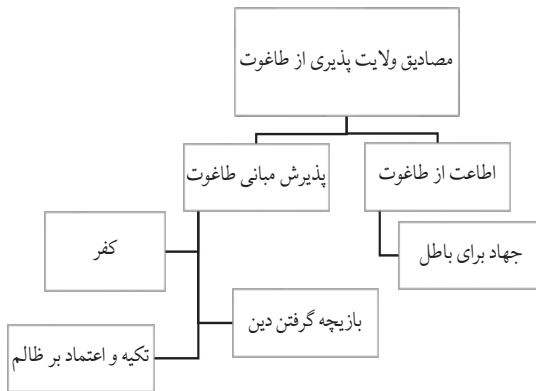 مصادیق ولایت پذیری از طاغوت
اطاعت از طاغوت
پذیرش مبانی طاغوت
جهاد برای باطل
کفر
بازیچه گرفتن دین
تکیه و اعتماد بر ظالم